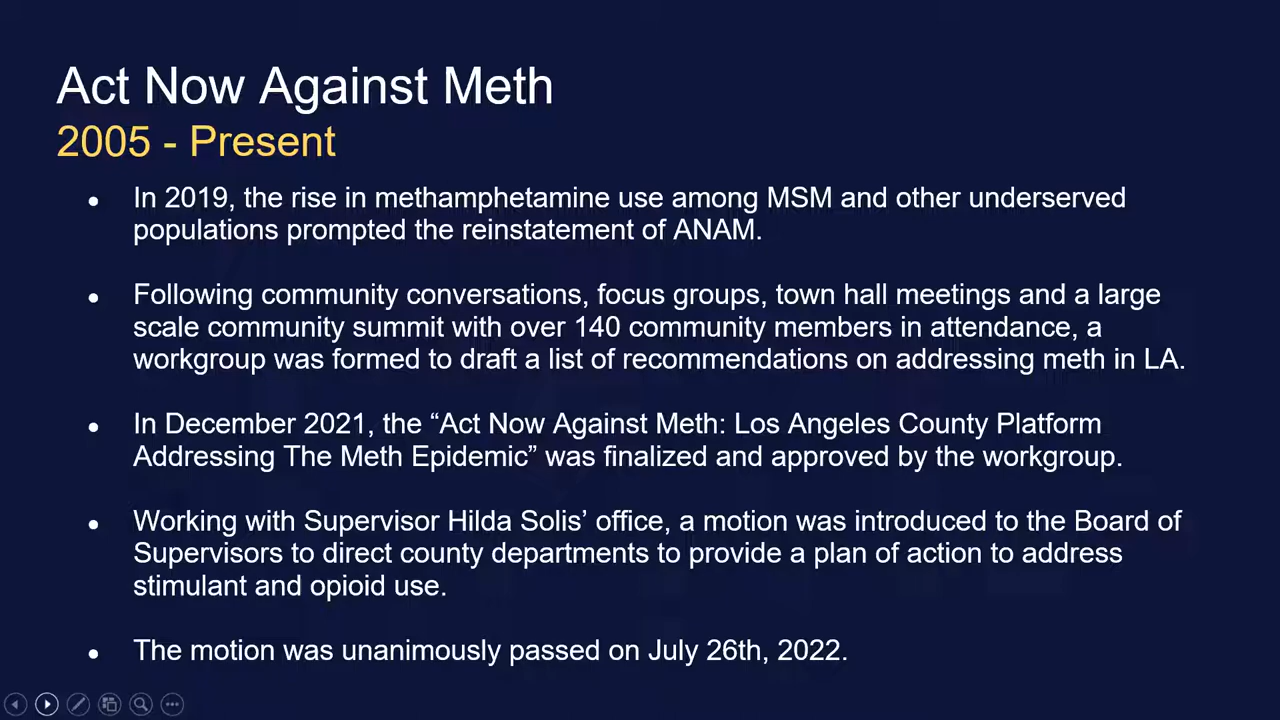 Act Now Against Meth
2005 - Present
• In 2019, the rise in methamphetamine use among MSM and other underserved
populations prompted the reinstatement of ANAM.
• Following community conversations, focus groups, town hall meetings and a large
scale community summit with over 140 community members in attendance, a
workgroup was formed to draft a list of recommendations on addressing meth in LA.
• In December 2021, the “Act Now Against Meth: Los Angeles County Platform
Addressing The Meth Epidemic” was finalized and approved by the workgroup.
• Working with Supervisor Hilda Solis’ office, a motion was introduced to the Board of
Supervisors to direct county departments to provide a plan of action to address
stimulant and opioid use.
• The motion was unanimously passed on July 26th, 2022.